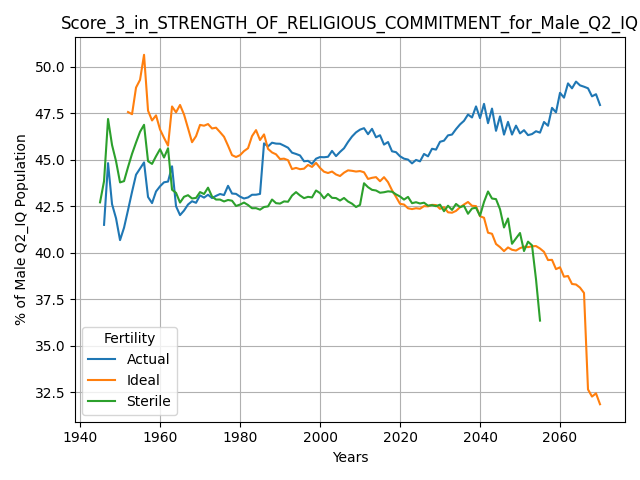 Score_3_in_STRENGTH_OF_RELIGIOUS_COMMITMENT_for_Male_Q2_IQ
% of Male Q2_IQ Population
50.0
47.5
45.0
42.5
40.0
37.5
35.0
32.5
Fertility
Actual
Ideal
Sterile
1940 1960 1980 2000 2020 2040 2060
Years